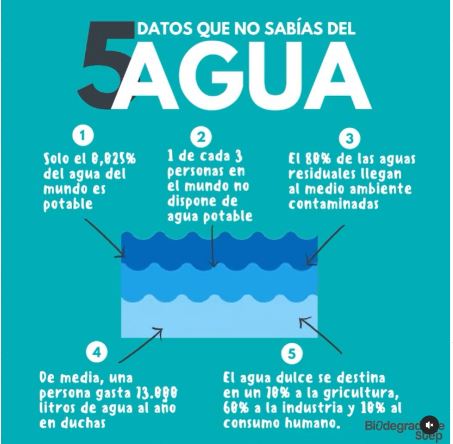 5
DATOS QUE NO SABÍAS DEL
AGUA
1
Solo el 0,025%
del agua del
mundo es
potable
2
1 de cada 3
personas en
el mundo no
dispone de
agua potable
3
El 80% de las aguas
residuales llegan
al medio ambiente
contaminadas
4
De media, una
persona gasta 13.000
litros de agua al año
en duchas
5
El agua dulce se destina
en un 70% a la gricultura,
60% a la industria y 10% al
consumo humano.